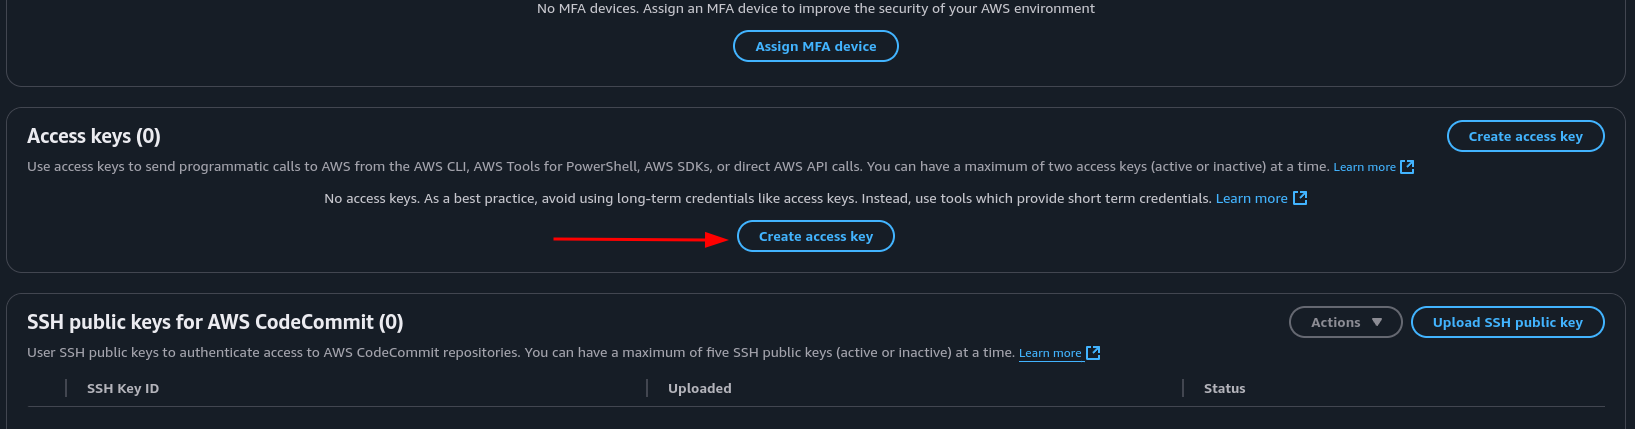 No MFA devices. Assign an MFA device to improve the security of your AWS environment
Assign MFA device
Access keys (0)
Create access key
Use access keys to send programmatic calls to AWS from the AWS CLI, AWS Tools for PowerShell, AWS SDKs, or direct AWS API calls. You can have a maximum of two access keys (active or inactive) at a time. Learn more
No access keys. As a best practice, avoid using long-term credentials like access keys. Instead, use tools which provide short term credentials. Learn more
Create access key
SSH public keys for AWS CodeCommit (0)
Actions
Upload SSH public key
User SSH public keys to authenticate access to AWS CodeCommit repositories. You can have a maximum of five SSH public keys (active or inactive) at a time. Learn more
SSH Key ID
Uploaded
Status